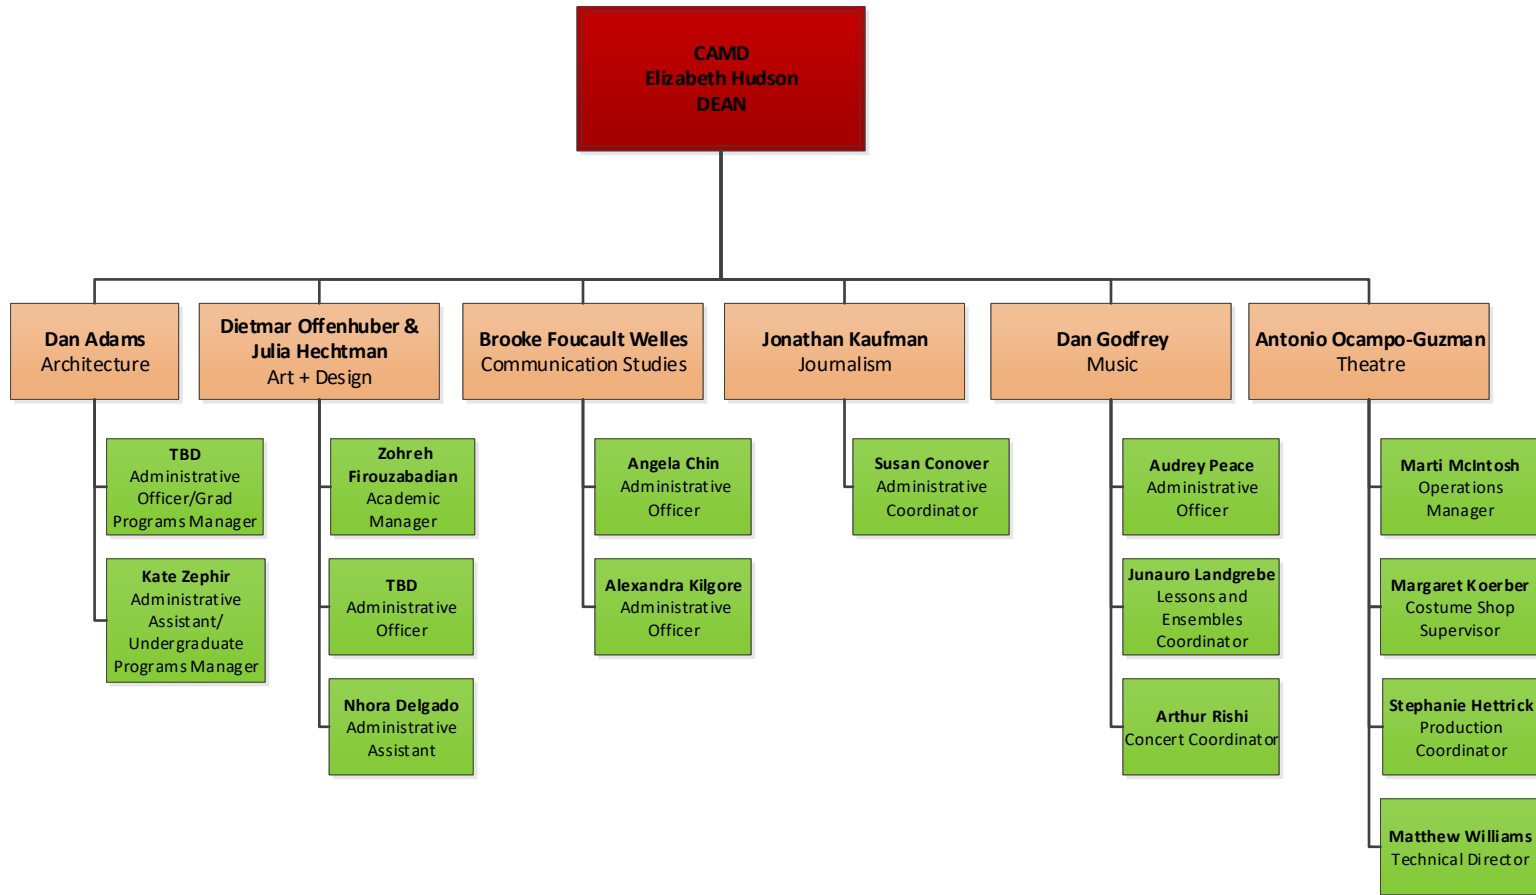 CAMD
Elizabeth Hudson
DEAN
Dan Adams
Architecture
Dietmar Offenhuber &
Julia Hechtman
Art + Design
Brooke Foucault Welles
Communication Studies
Jonathan Kaufman
Journalism
Dan Godfrey
Music
Antonio Ocampo-Guzman
Theatre
TBD
Administrative
Officer/Grad
Programs Manager
Kate Zephir
Administrative
Assistant/
Undergraduate
Programs Manager
Zohreh
Firouzabadian
Academic
Manager
TBD
Administrative
Officer
Nhora Delgado
Administrative
Assistant
Angela Chin
Administrative
Officer
Alexandra Kilgore
Administrative
Officer
Susan Conover
Administrative
Coordinator
Audrey Peace
Administrative
Officer
Junauro Landgrebe
Lessons and
Ensembles
Coordinator
Arthur Rishi
Concert Coordinator
Marti McIntosh
Operations
Manager
Margaret Koerber
Costume Shop
Supervisor
Stephanie Hettrick
Production
Coordinator
Matthew Williams
Technical Director